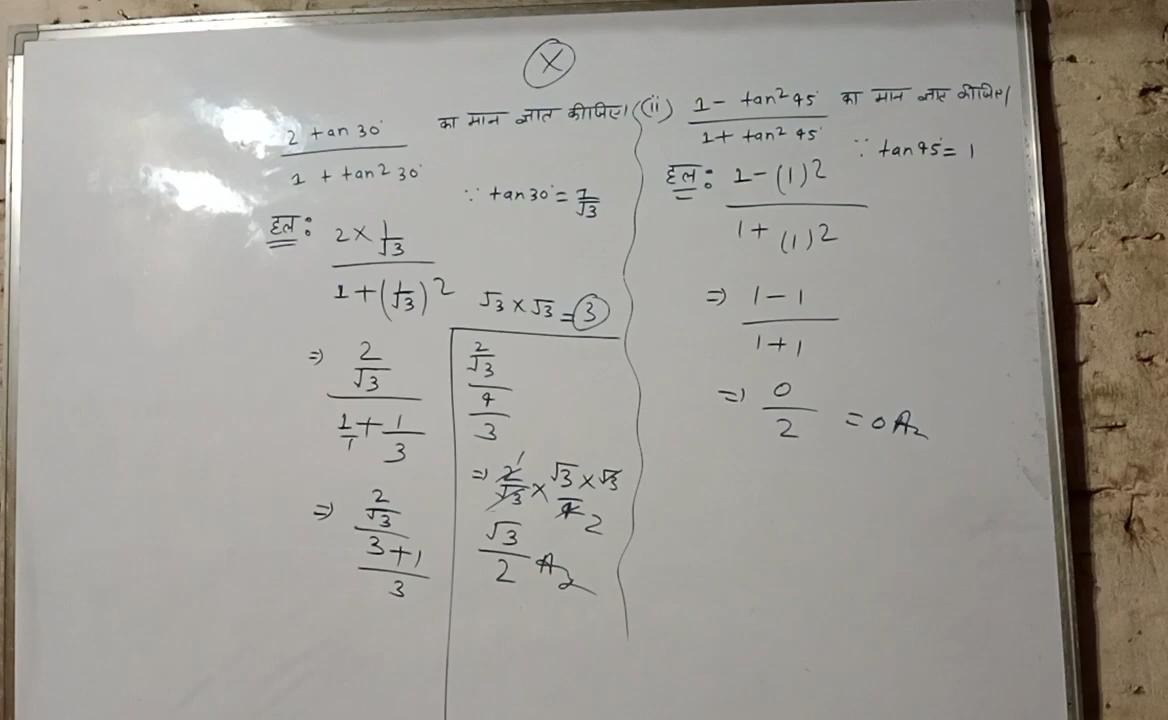 X
2 tan 30°
1 + tan² 30°
का मान ज्ञात कीजिए।
∵ tan 30° = 1/√3
हल :
2 × 1/√3
1 + (1/√3)²
√3 × √3 = 3
⇒ 2/√3
1/1 + 1/3
⇒ 2/√3
3 + 1
3
2/√3
4
3
⇒ 2/√3 × √3 × √3
4 2
√3
2
(ii) 1 - tan² 45°
1 + tan² 45°
का मान ज्ञात कीजिए।
∵ tan 45° = 1
हल : 1 - (1)2
1 + (1)2
⇒ 1 - 1
1 + 1
⇒ 0
2
= 0